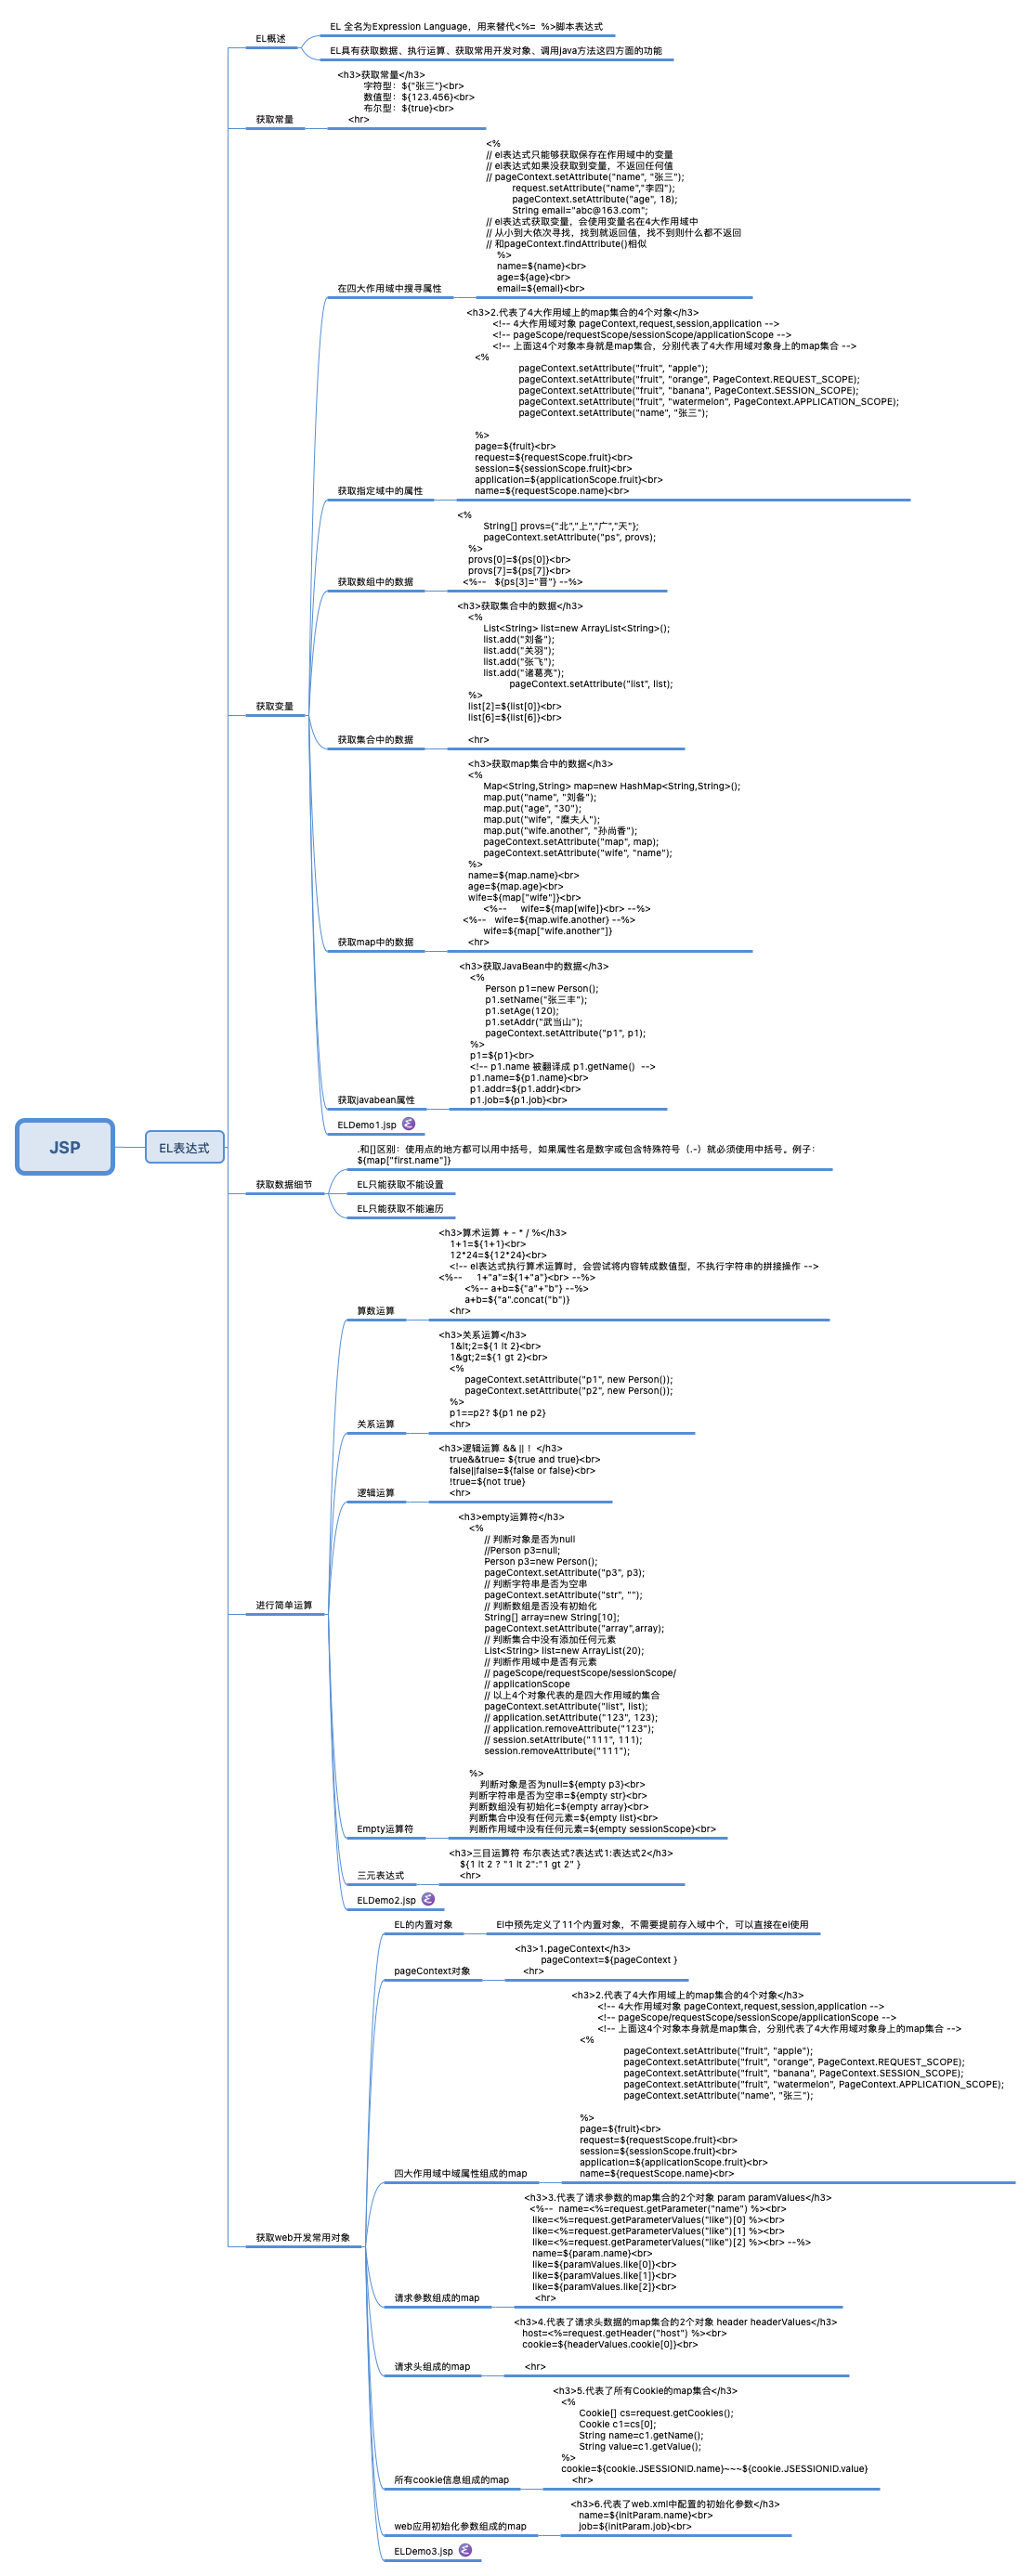 JSP
EL表达式
EL概述
EL 全名为Expression Language，用来替代<%= %>脚本表达式
EL具有获取数据、执行运算、获取常用开发对象、调用java方法这四方面的功能
获取常量
<h3>获取常量</h3>
字符型：${"张三"}<br>
数值型：${123.456}<br>
布尔型：${true}<br>
<hr>
获取变量
在四大作用域中搜寻属性
<%
// el表达式只能够获取保存在作用域中的变量
// el表达式如果没获取到变量，不返回任何值
// pageContext.setAttribute("name", "张三");
request.setAttribute("name","李四");
pageContext.setAttribute("age", 18);
String email="abc@163.com";
// el表达式获取变量，会使用变量名在4大作用域中
// 从小到大依次寻找，找到就返回值，找不到则什么都不返回
// 和pageContext.findAttribute()相似
%>
name=${name}<br>
age=${age}<br>
email=${email}<br>
获取指定域中的属性
<h3>2.代表了4大作用域上的map集合的4个对象</h3>
<!-- 4大作用域对象 pageContext,request,session,application -->
<!-- pageScope/requestScope/sessionScope/applicationScope -->
<!-- 上面这4个对象本身就是map集合，分别代表了4大作用域对象身上的map集合 -->
<%
pageContext.setAttribute("fruit", "apple");
pageContext.setAttribute("fruit", "orange", PageContext.REQUEST_SCOPE);
pageContext.setAttribute("fruit", "banana", PageContext.SESSION_SCOPE);
pageContext.setAttribute("fruit", "watermelon", PageContext.APPLICATION_SCOPE);
pageContext.setAttribute("name", "张三");
%>
page=${fruit}<br>
request=${requestScope.fruit}<br>
session=${sessionScope.fruit}<br>
application=${applicationScope.fruit}<br>
name=${requestScope.name}<br>
获取数组中的数据
<%
String[] provs={"北","上","广","天"};
pageContext.setAttribute("ps", provs);
%>
provs[0]=${ps[0]}<br>
provs[7]=${ps[7]}<br>
<%-- ${ps[3]="晋"} --%>
获取集合中的数据
<h3>获取集合中的数据</h3>
<%
List<String> list=new ArrayList<String>();
list.add("刘备");
list.add("关羽");
list.add("张飞");
list.add("诸葛亮");
pageContext.setAttribute("list", list);
%>
list[2]=${list[0]}<br>
list[6]=${list[6]}<br>
<hr>
获取map中的数据
<h3>获取map集合中的数据</h3>
<%
Map<String,String> map=new HashMap<String,String>();
map.put("name", "刘备");
map.put("age", "30");
map.put("wife", "糜夫人");
map.put("wife.another", "孙尚香");
pageContext.setAttribute("map", map);
pageContext.setAttribute("wife", "name");
%>
name=${map.name}<br>
age=${map.age}<br>
wife=${map["wife"]}<br>
<%-- wife=${map[wife]}<br> --%>
<%-- wife=${map.wife.another} --%>
wife=${map["wife.another"]}
<hr>
获取javabean属性
<h3>获取JavaBean中的数据</h3>
<%
Person p1=new Person();
p1.setName("张三丰");
p1.setAge(120);
p1.setAddr("武当山");
pageContext.setAttribute("p1", p1);
%>
p1=${p1}<br>
<!-- p1.name 被翻译成 p1.getName() -->
p1.name=${p1.name}<br>
p1.addr=${p1.addr}<br>
p1.job=${p1.job}<br>
ELDemo1.jsp
获取数据细节
.和[]区别：使用点的地方都可以用中括号，如果属性名是数字或包含特殊符号（.-）就必须使用中括号。例子：
${map["first.name"]}
EL只能获取不能设置
EL只能获取不能遍历
进行简单运算
算数运算
<h3>算术运算 + - * / %</h3>
1+1=${1+1}<br>
12*24=${12*24}<br>
<!-- el表达式执行算术运算时，会尝试将内容转成数值型，不执行字符串的拼接操作 -->
<%-- 1+"a"=${1+"a"}<br> --%>
<%-- a+b=${"a"+"b"} --%>
a+b=${"a".concat("b")}
<hr>
关系运算
<h3>关系运算</h3>
1&lt;2=${1 lt 2}<br>
1&gt;2=${1 gt 2}<br>
<%
pageContext.setAttribute("p1", new Person());
pageContext.setAttribute("p2", new Person());
%>
p1==p2? ${p1 ne p2}
<hr>
逻辑运算
<h3>逻辑运算 && || ！</h3>
true&&true= ${true and true}<br>
false||false=${false or false}<br>
!true=${not true}
<hr>
Empty运算符
<h3>empty运算符</h3>
<%
// 判断对象是否为null
//Person p3=null;
Person p3=new Person();
pageContext.setAttribute("p3", p3);
// 判断字符串是否为空串
pageContext.setAttribute("str", "");
// 判断数组是否没有初始化
String[] array=new String[10];
pageContext.setAttribute("array",array);
// 判断集合中没有添加任何元素
List<String> list=new ArrayList(20);
// 判断作用域中是否有元素
// pageScope/requestScope/sessionScope/
// applicationScope
// 以上4个对象代表的是四大作用域的集合
pageContext.setAttribute("list", list);
// application.setAttribute("123", 123);
// application.removeAttribute("123");
// session.setAttribute("111", 111);
session.removeAttribute("111");
%>
判断对象是否为null=${empty p3}<br>
判断字符串是否为空串=${empty str}<br>
判断数组没有初始化=${empty array}<br>
判断集合中没有任何元素=${empty list}<br>
判断作用域中没有任何元素=${empty sessionScope}<br>
三元表达式
<h3>三目运算符 布尔表达式?表达式1:表达式2</h3>
${1 lt 2 ? "1 lt 2":"1 gt 2" }
<hr>
ELDemo2.jsp
获取web开发常用对象
EL的内置对象
El中预先定义了11个内置对象，不需要提前存入域中个，可以直接在el使用
pageContext对象
<h3>1.pageContext</h3>
pageContext=${pageContext }
<hr>
四大作用域中域属性组成的map
<h3>2.代表了4大作用域上的map集合的4个对象</h3>
<!-- 4大作用域对象 pageContext,request,session,application -->
<!-- pageScope/requestScope/sessionScope/applicationScope -->
<!-- 上面这4个对象本身就是map集合，分别代表了4大作用域对象身上的map集合 -->
<%
pageContext.setAttribute("fruit", "apple");
pageContext.setAttribute("fruit", "orange", PageContext.REQUEST_SCOPE);
pageContext.setAttribute("fruit", "banana", PageContext.SESSION_SCOPE);
pageContext.setAttribute("fruit", "watermelon", PageContext.APPLICATION_SCOPE);
pageContext.setAttribute("name", "张三");
%>
page=${fruit}<br>
request=${requestScope.fruit}<br>
session=${sessionScope.fruit}<br>
application=${applicationScope.fruit}<br>
name=${requestScope.name}<br>
请求参数组成的map
<h3>3.代表了请求参数的map集合的2个对象 param paramValues</h3>
<%-- name=<%=request.getParameter("name") %><br>
like=<%=request.getParameterValues("like")[0] %><br>
like=<%=request.getParameterValues("like")[1] %><br>
like=<%=request.getParameterValues("like")[2] %><br> --%>
name=${param.name}<br>
like=${paramValues.like[0]}<br>
like=${paramValues.like[1]}<br>
like=${paramValues.like[2]}<br>
<hr>
请求头组成的map
<h3>4.代表了请求头数据的map集合的2个对象 header headerValues</h3>
host=<%=request.getHeader("host") %><br>
cookie=${headerValues.cookie[0]}<br>
<hr>
所有cookie信息组成的map
<h3>5.代表了所有Cookie的map集合</h3>
<%
Cookie[] cs=request.getCookies();
Cookie c1=cs[0];
String name=c1.getName();
String value=c1.getValue();
%>
cookie=${cookie.JSESSIONID.name}~~~${cookie.JSESSIONID.value}
<hr>
web应用初始化参数组成的map
<h3>6.代表了web.xml中配置的初始化参数</h3>
name=${initParam.name}<br>
job=${initParam.job}<br>
ELDemo3.jsp